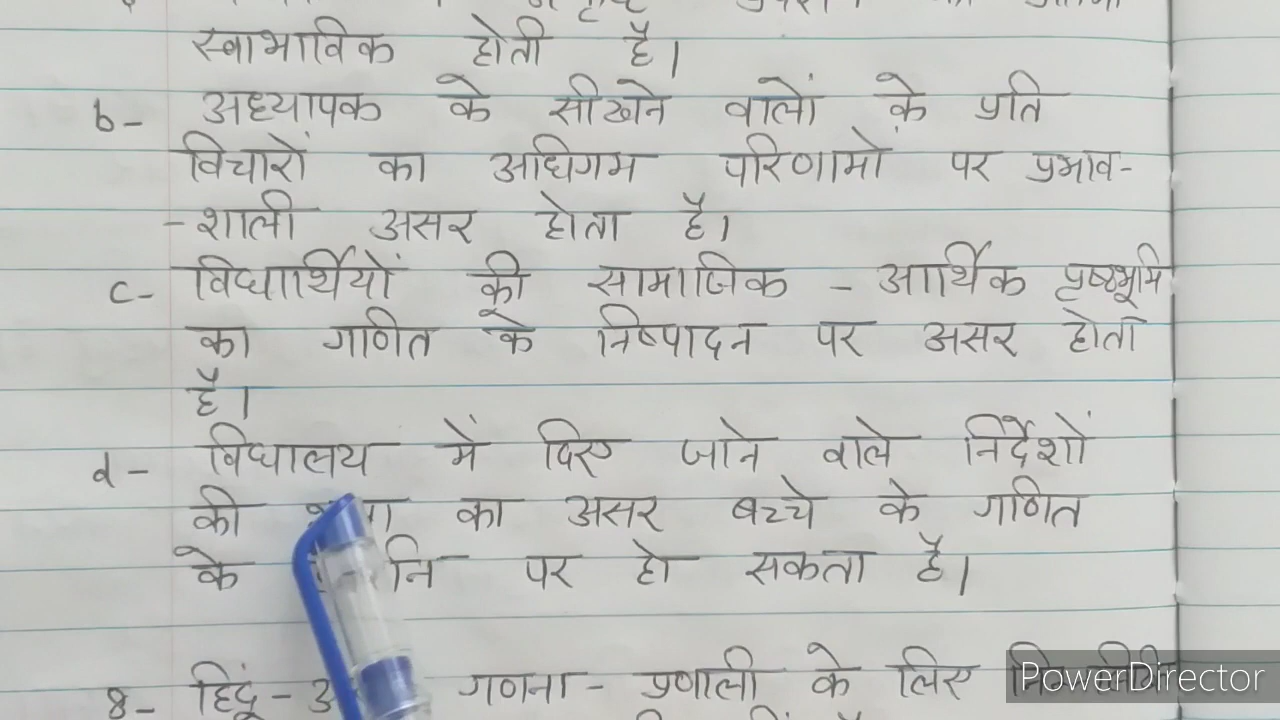 स्वाभाविक होती है।
b- अध्यापक के सीखने वालों के प्रति
विचारों का अधिगम परिणामों पर प्रभाव-
-शाली असर होता है।
c- विद्यार्थियों की सामाजिक - आर्थिक पृष्ठभूमि
का गणित के निष्पादन पर असर होता
है।
d- विद्यालय में दिए जाने वाले निर्देशों
की का असर बच्चे के गणित
के पर हो सकता है।
8- हिंदू- गणना- प्रणाली के लिए
PowerDirector